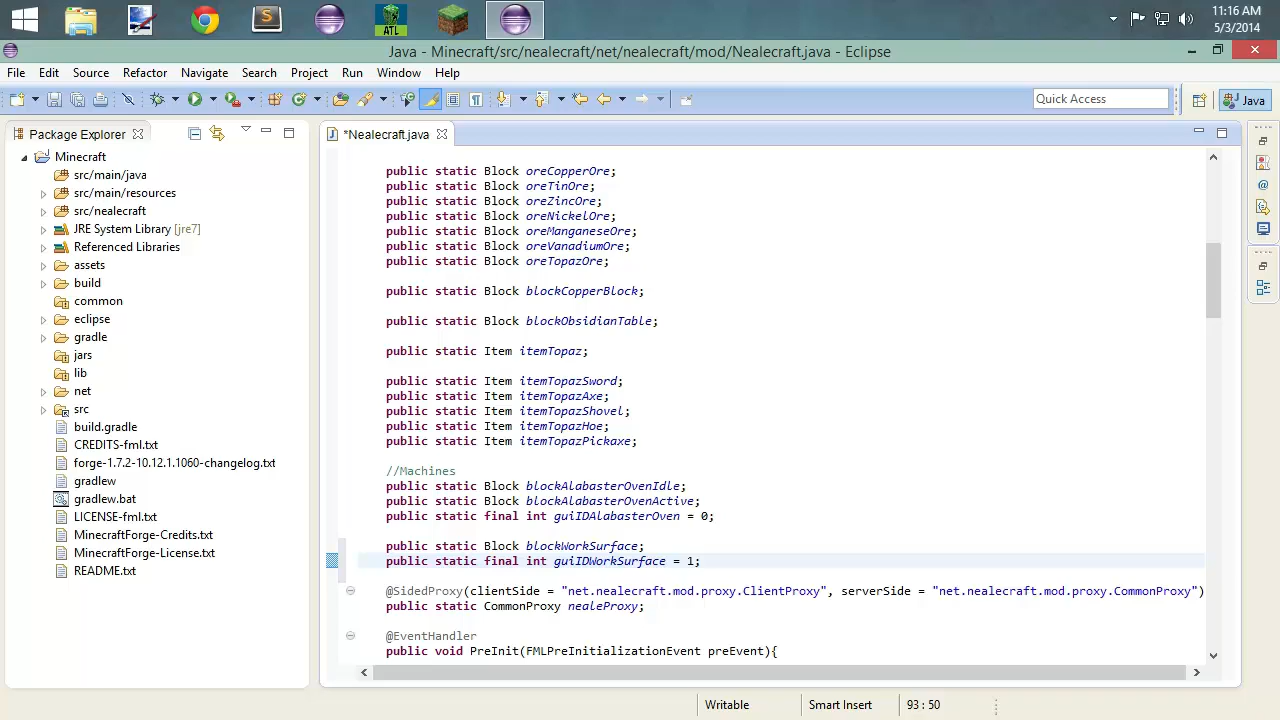 S
ATL
11:16 AM
5/3/2014
Java - Minecraft/src/nealecraft/net/nealecraft/mod/Nealecraft.java - Eclipse
File Edit Source Refactor Navigate Search Project Run Window Help
Quick Access
Java
Package Explorer
*Nealecraft.java
Minecraft
src/main/java
src/main/resources
src/nealecraft
JRE System Library [jre7]
Referenced Libraries
assets
build
common
eclipse
gradle
jars
lib
net
src
build.gradle
CREDITS-fml.txt
forge-1.7.2-10.12.1.1060-changelog.txt
gradlew
gradlew.bat
LICENSE-fml.txt
MinecraftForge-Credits.txt
MinecraftForge-License.txt
README.txt
public static Block oreCopperOre;
public static Block oreTinOre;
public static Block oreZincOre;
public static Block oreNickelOre;
public static Block oreManganeseOre;
public static Block oreVanadiumOre;
public static Block oreTopazOre;
public static Block blockCopperBlock;
public static Block blockObsidianTable;
public static Item itemTopaz;
public static Item itemTopazSword;
public static Item itemTopazAxe;
public static Item itemTopazShovel;
public static Item itemTopazHoe;
public static Item itemTopazPickaxe;
//Machines
public static Block blockAlabasterOvenIdle;
public static Block blockAlabasterOvenActive;
public static final int guiIDAlabasterOven = 0;
public static Block blockWorkSurface;
public static final int guiIDWorkSurface = 1;
@SidedProxy(clientSide = "net.nealecraft.mod.proxy.ClientProxy", serverSide = "net.nealecraft.mod.proxy.CommonProxy")
public static CommonProxy nealeProxy;
@EventHandler
public void PreInit(FMLPreInitializationEvent preEvent){
Writable
Smart Insert
93 : 50